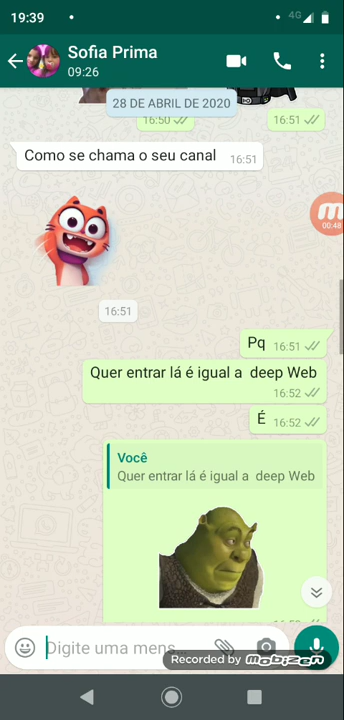 19:39
4G
Sofia Prima
09:26
28 DE ABRIL DE 2020
16:50
16:51
Como se chama o seu canal 16:51
00:48
16:51
Pq 16:51
Quer entrar lá é igual a  deep Web
16:52
É 16:52
Você
Quer entrar lá é igual a  deep Web
Digite uma mens...
Recorded by mobizen